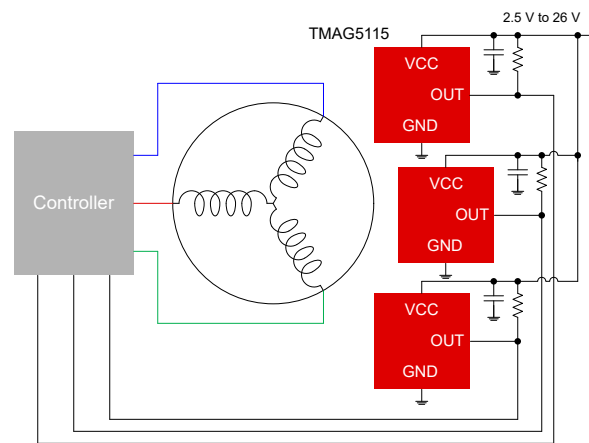 2.5 V to 26 V
TMAG5115
VCC
OUT
GND
VCC
OUT
GND
VCC
OUT
GND
Controller